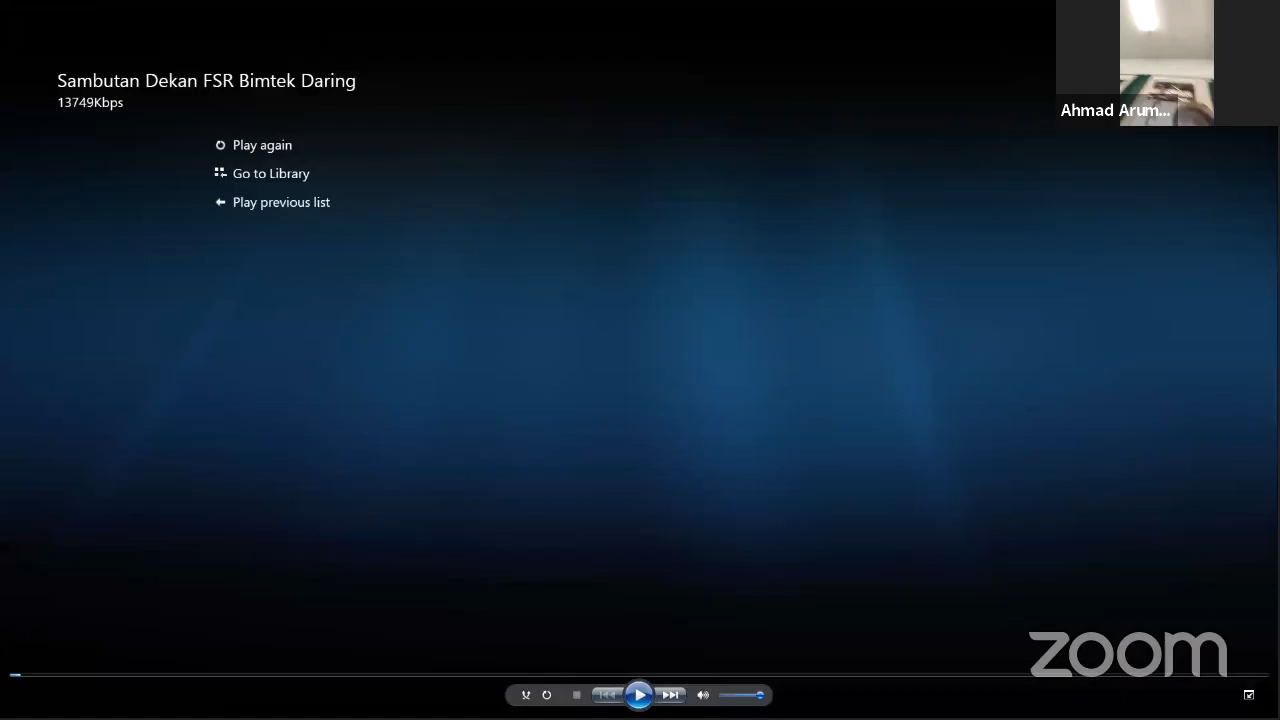 Sambutan Dekan FSR Bimtek Daring
13749Kbps
Play again
Go to Library
Play previous list
Ahmad Arum...
zoom